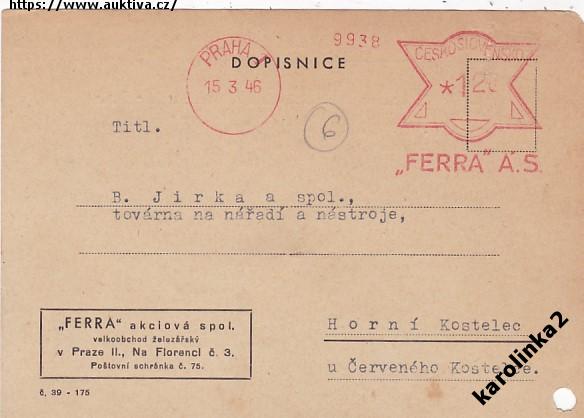 https://www.auktiva.cz/
PRAHA 1
15 3 46
9938
ČESKOSLOVENSKO
*120
„FERRA" A.S.
DOPISNICE
6
Titl.
B. Jirka a spol.,
továrna na nářadí a nástroje,
„FERRA" akciová spol.
velkoobchod železářský
v Praze II., Na Florenci č. 3.
Poštovní schránka č. 75.
Horní Kostelec
u Červeného Kostelce.
č. 39 - 175
karolinka2